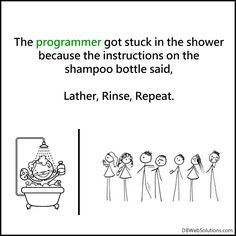 The programmer got stuck in the shower
because the instructions on the
shampoo bottle said,
Lather, Rinse, Repeat.
DBWebSolutions.com